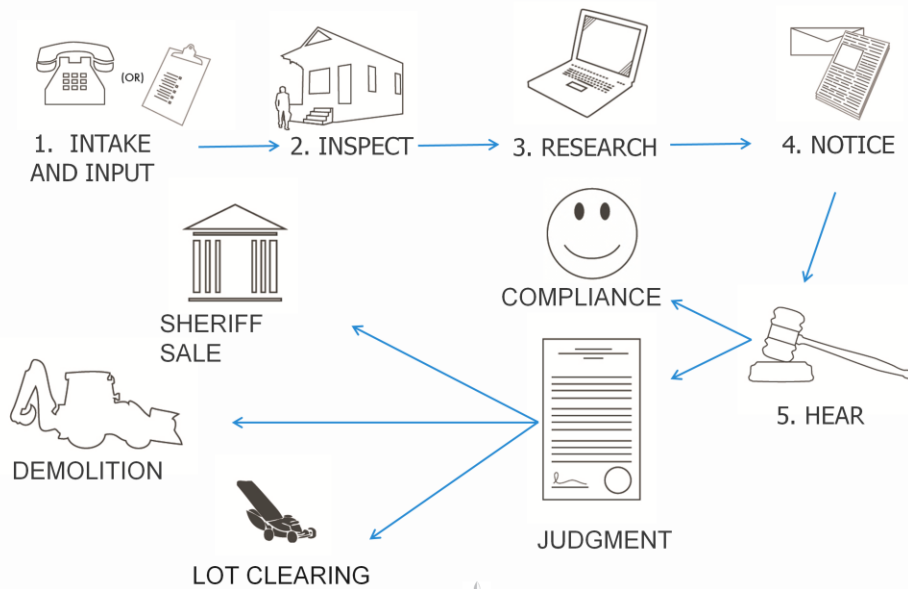 (OR)
1. INTAKE
AND INPUT
2. INSPECT
3. RESEARCH
4. NOTICE
SHERIFF
SALE
COMPLIANCE
5. HEAR
DEMOLITION
JUDGMENT
LOT CLEARING